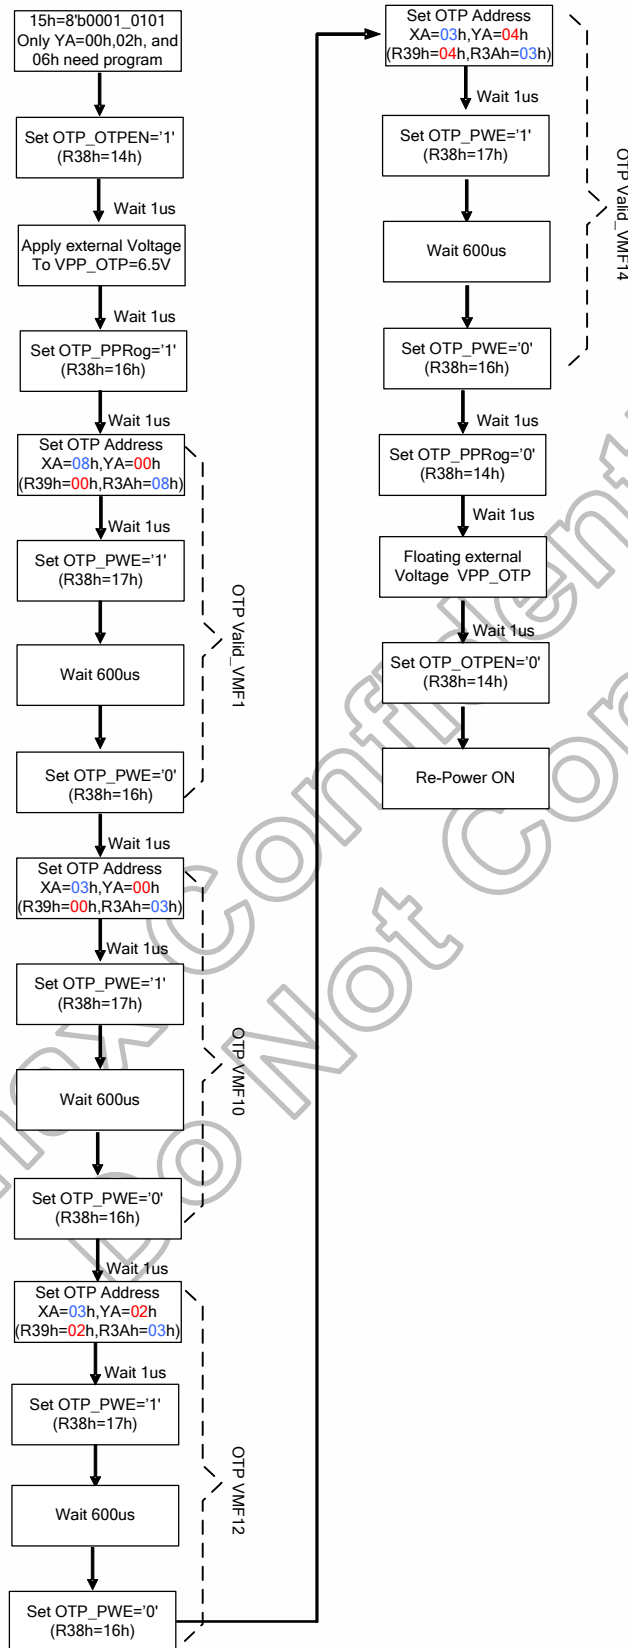 15h=8'b0001_0101
Only YA=00h,02h, and
06h need program
Set OTP_OTPEN='1'
(R38h=14h)
Wait 1us
Apply external Voltage
To VPP_OTP=6.5V
Wait 1us
Set OTP_PPRog='1'
(R38h=16h)
Wait 1us
Set OTP Address
XA=08h,YA=00h
(R39h=00h,R3Ah=08h)
Wait 1us
Set OTP_PWE='1'
(R38h=17h)
Wait 600us
Set OTP_PWE='0'
(R38h=16h)
OTP Valid_VMF1
Wait 1us
Set OTP Address
XA=03h,YA=00h
(R39h=00h,R3Ah=03h)
Wait 1us
Set OTP_PWE='1'
(R38h=17h)
Wait 600us
Set OTP_PWE='0'
(R38h=16h)
OTP VMF10
Wait 1us
Set OTP Address
XA=03h,YA=02h
(R39h=02h,R3Ah=03h)
Wait 1us
Set OTP_PWE='1'
(R38h=17h)
Wait 600us
Set OTP_PWE='0'
(R38h=16h)
OTP VMF12
Set OTP Address
XA=03h,YA=04h
(R39h=04h,R3Ah=03h)
Wait 1us
Set OTP_PWE='1'
(R38h=17h)
Wait 600us
Set OTP_PWE='0'
(R38h=16h)
OTP Valid_VMF14
Wait 1us
Set OTP_PPRog='0'
(R38h=14h)
Wait 1us
Floating external
Voltage VPP_OTP
Wait 1us
Set OTP_OTPEN='0'
(R38h=14h)
Re-Power ON
Do Not